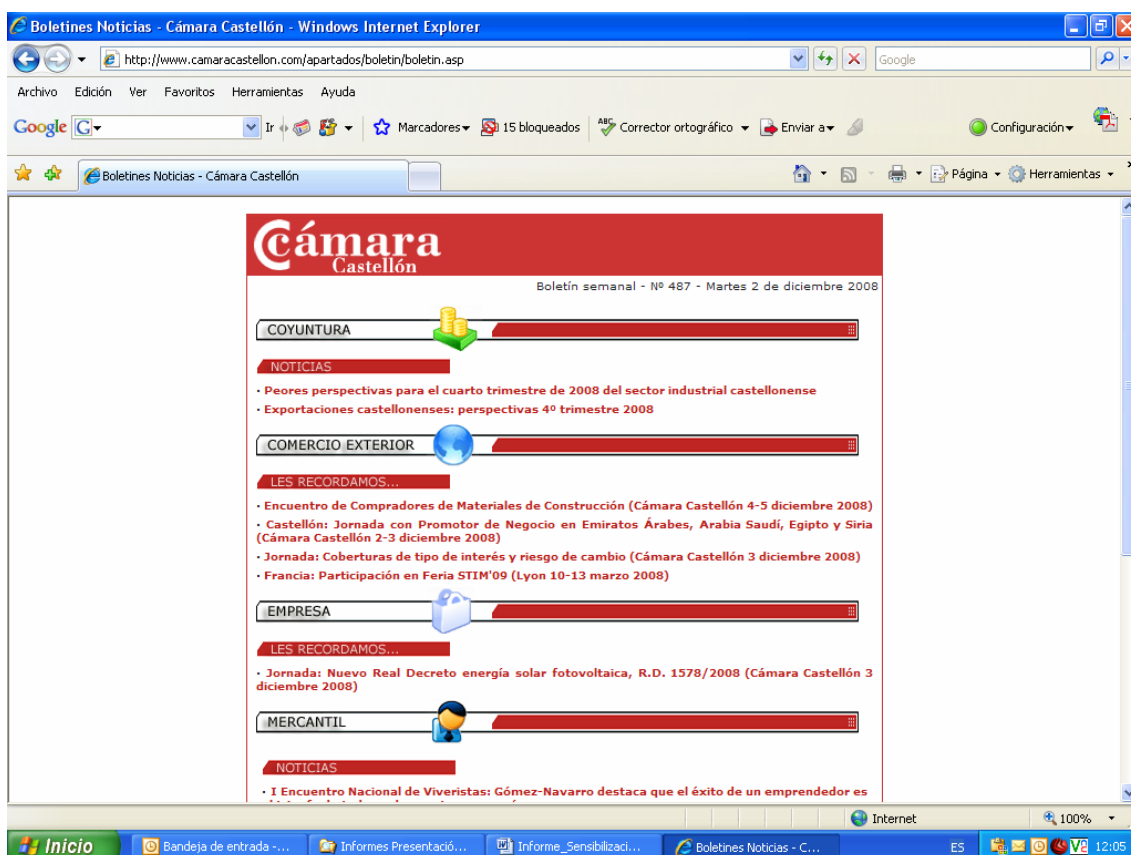 Boletines Noticias - Cámara Castellón - Windows Internet Explorer
http://www.camaracastellon.com/apartados/boletin/boletin.asp
Google
Archivo Edición Ver Favoritos Herramientas Ayuda
Google G Ir Marcadores 15 bloqueados ABC Corrector ortográfico Enviar a Configuración
Boletines Noticias - Cámara Castellón
Página Herramientas
Cámara
Castellón
Boletín semanal - Nº 487 - Martes 2 de diciembre 2008
COYUNTURA
NOTICIAS
· Peores perspectivas para el cuarto trimestre de 2008 del sector industrial castellonense
· Exportaciones castellonenses: perspectivas 4º trimestre 2008
COMERCIO EXTERIOR
LES RECORDAMOS...
· Encuentro de Compradores de Materiales de Construcción (Cámara Castellón 4-5 diciembre 2008)
· Castellón: Jornada con Promotor de Negocio en Emiratos Árabes, Arabia Saudí, Egipto y Siria
(Cámara Castellón 2-3 diciembre 2008)
· Jornada: Coberturas de tipo de interés y riesgo de cambio (Cámara Castellón 3 diciembre 2008)
· Francia: Participación en Feria STIM'09 (Lyon 10-13 marzo 2008)
EMPRESA
LES RECORDAMOS...
· Jornada: Nuevo Real Decreto energía solar fotovoltaica, R.D. 1578/2008 (Cámara Castellón 3
diciembre 2008)
MERCANTIL
NOTICIAS
· I Encuentro Nacional de Viveristas: Gómez-Navarro destaca que el éxito de un emprendedor es
Internet 100%
Inicio Bandeja de entrada -... Informes Presentació... Informe_Sensibilizaci... Boletines Noticias - C... ES 12:05